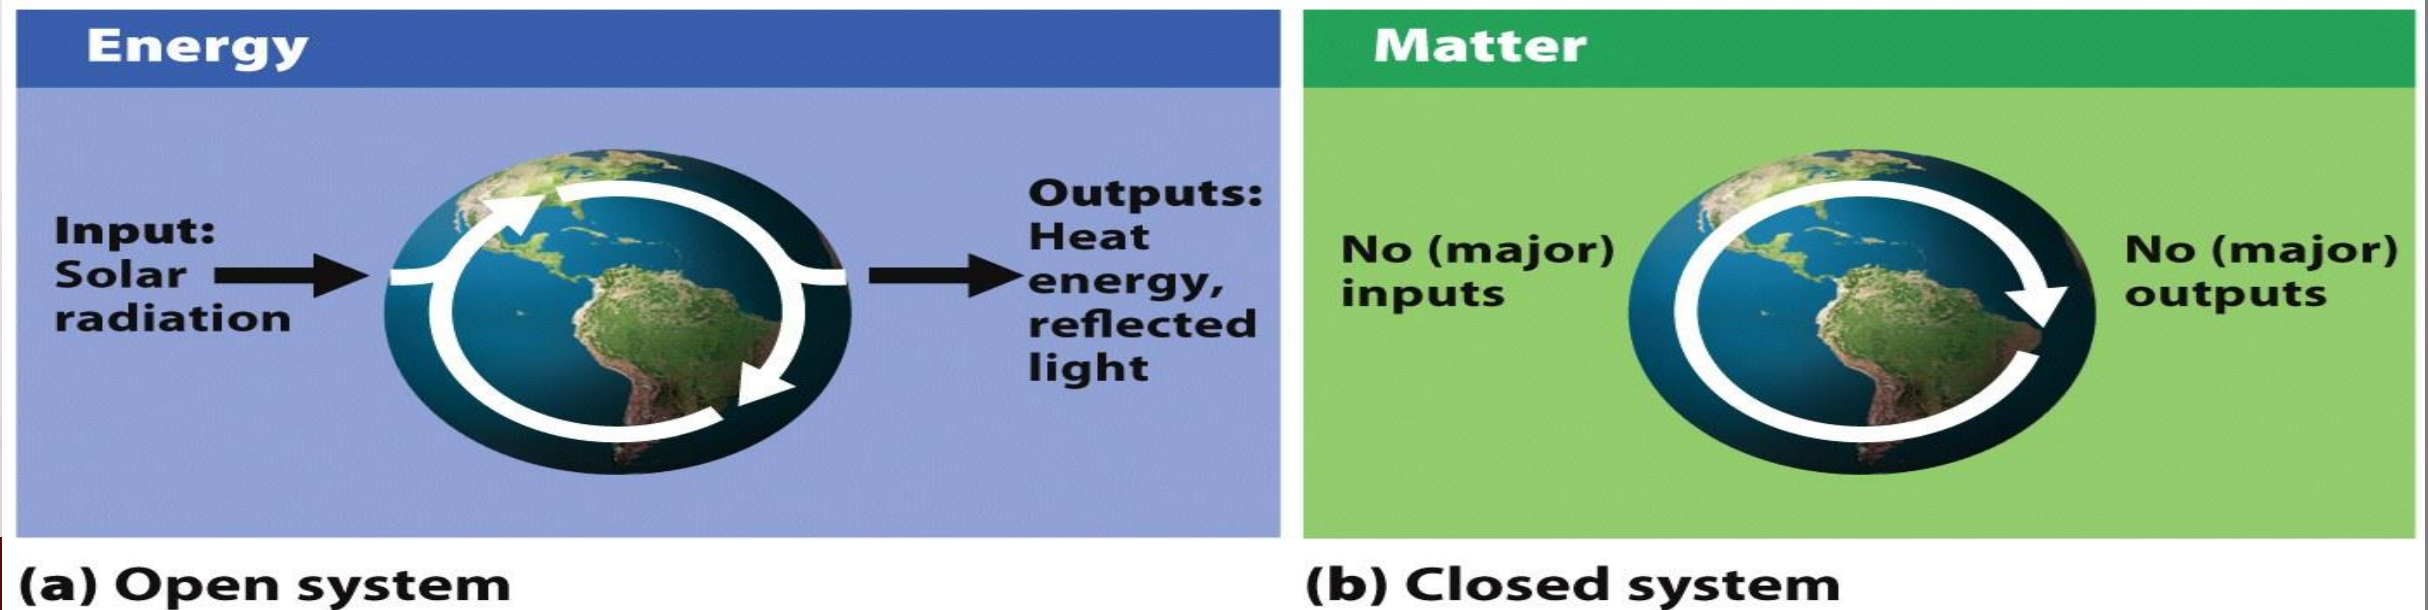 Energy
Input:
Solar
radiation
Outputs:
Heat
energy,
reflected
light
(a) Open system
Matter
No (major)
inputs
No (major)
outputs
(b) Closed system